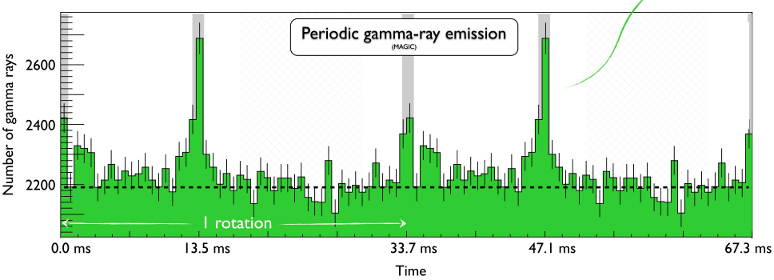 Periodic gamma-ray emission
(MAGIC)
Number of gamma rays
2600
2400
2200
1 rotation
0.0 ms
13.5 ms
33.7 ms
47.1 ms
67.3 ms
Time